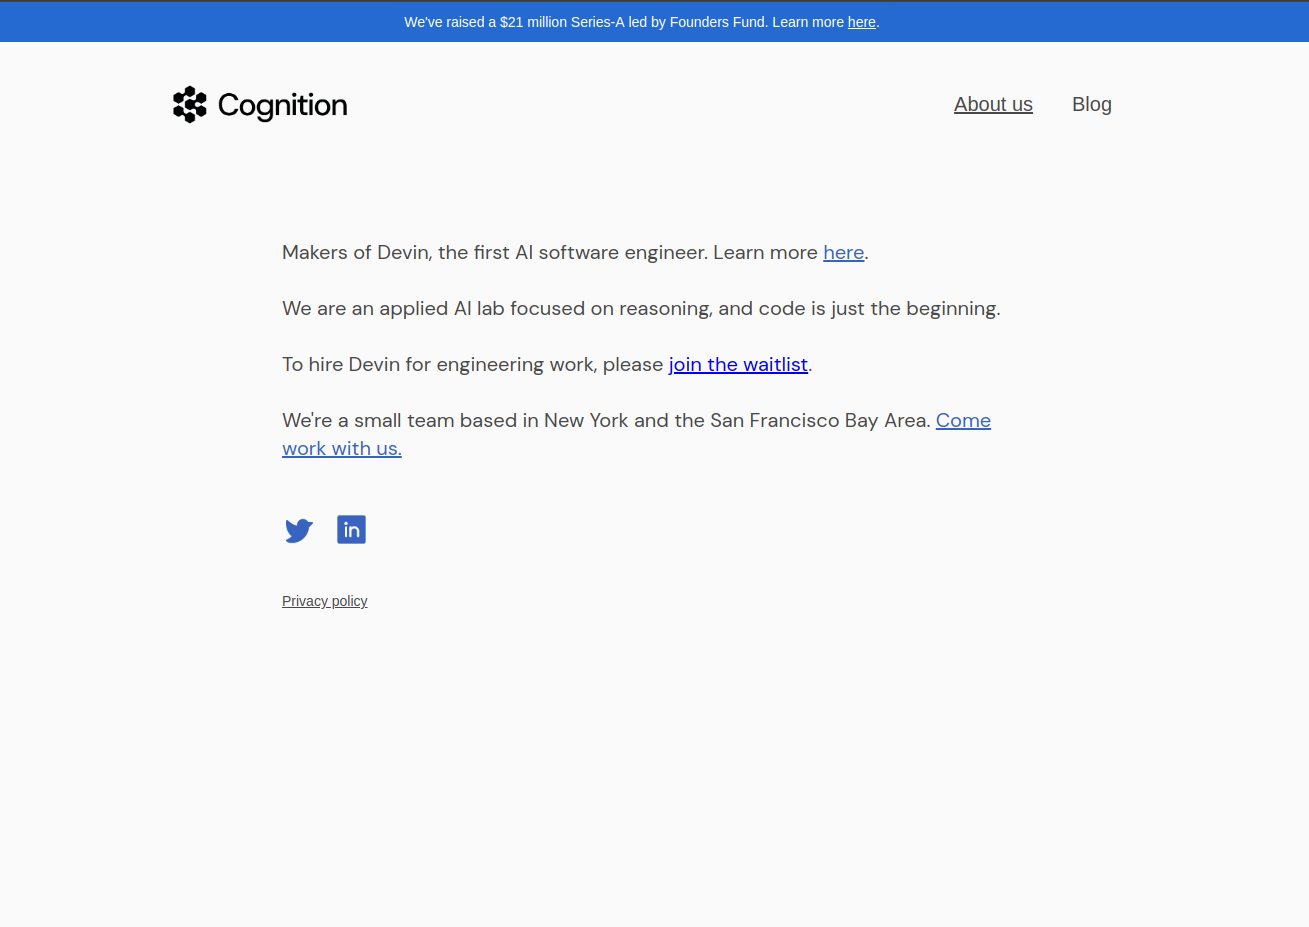 We've raised a $21 million Series-A led by Founders Fund. Learn more here.
Cognition
About us
Blog
Makers of Devin, the first AI software engineer. Learn more here.
We are an applied AI lab focused on reasoning, and code is just the beginning.
To hire Devin for engineering work, please join the waitlist.
We're a small team based in New York and the San Francisco Bay Area. Come
work with us.
in
Privacy policy